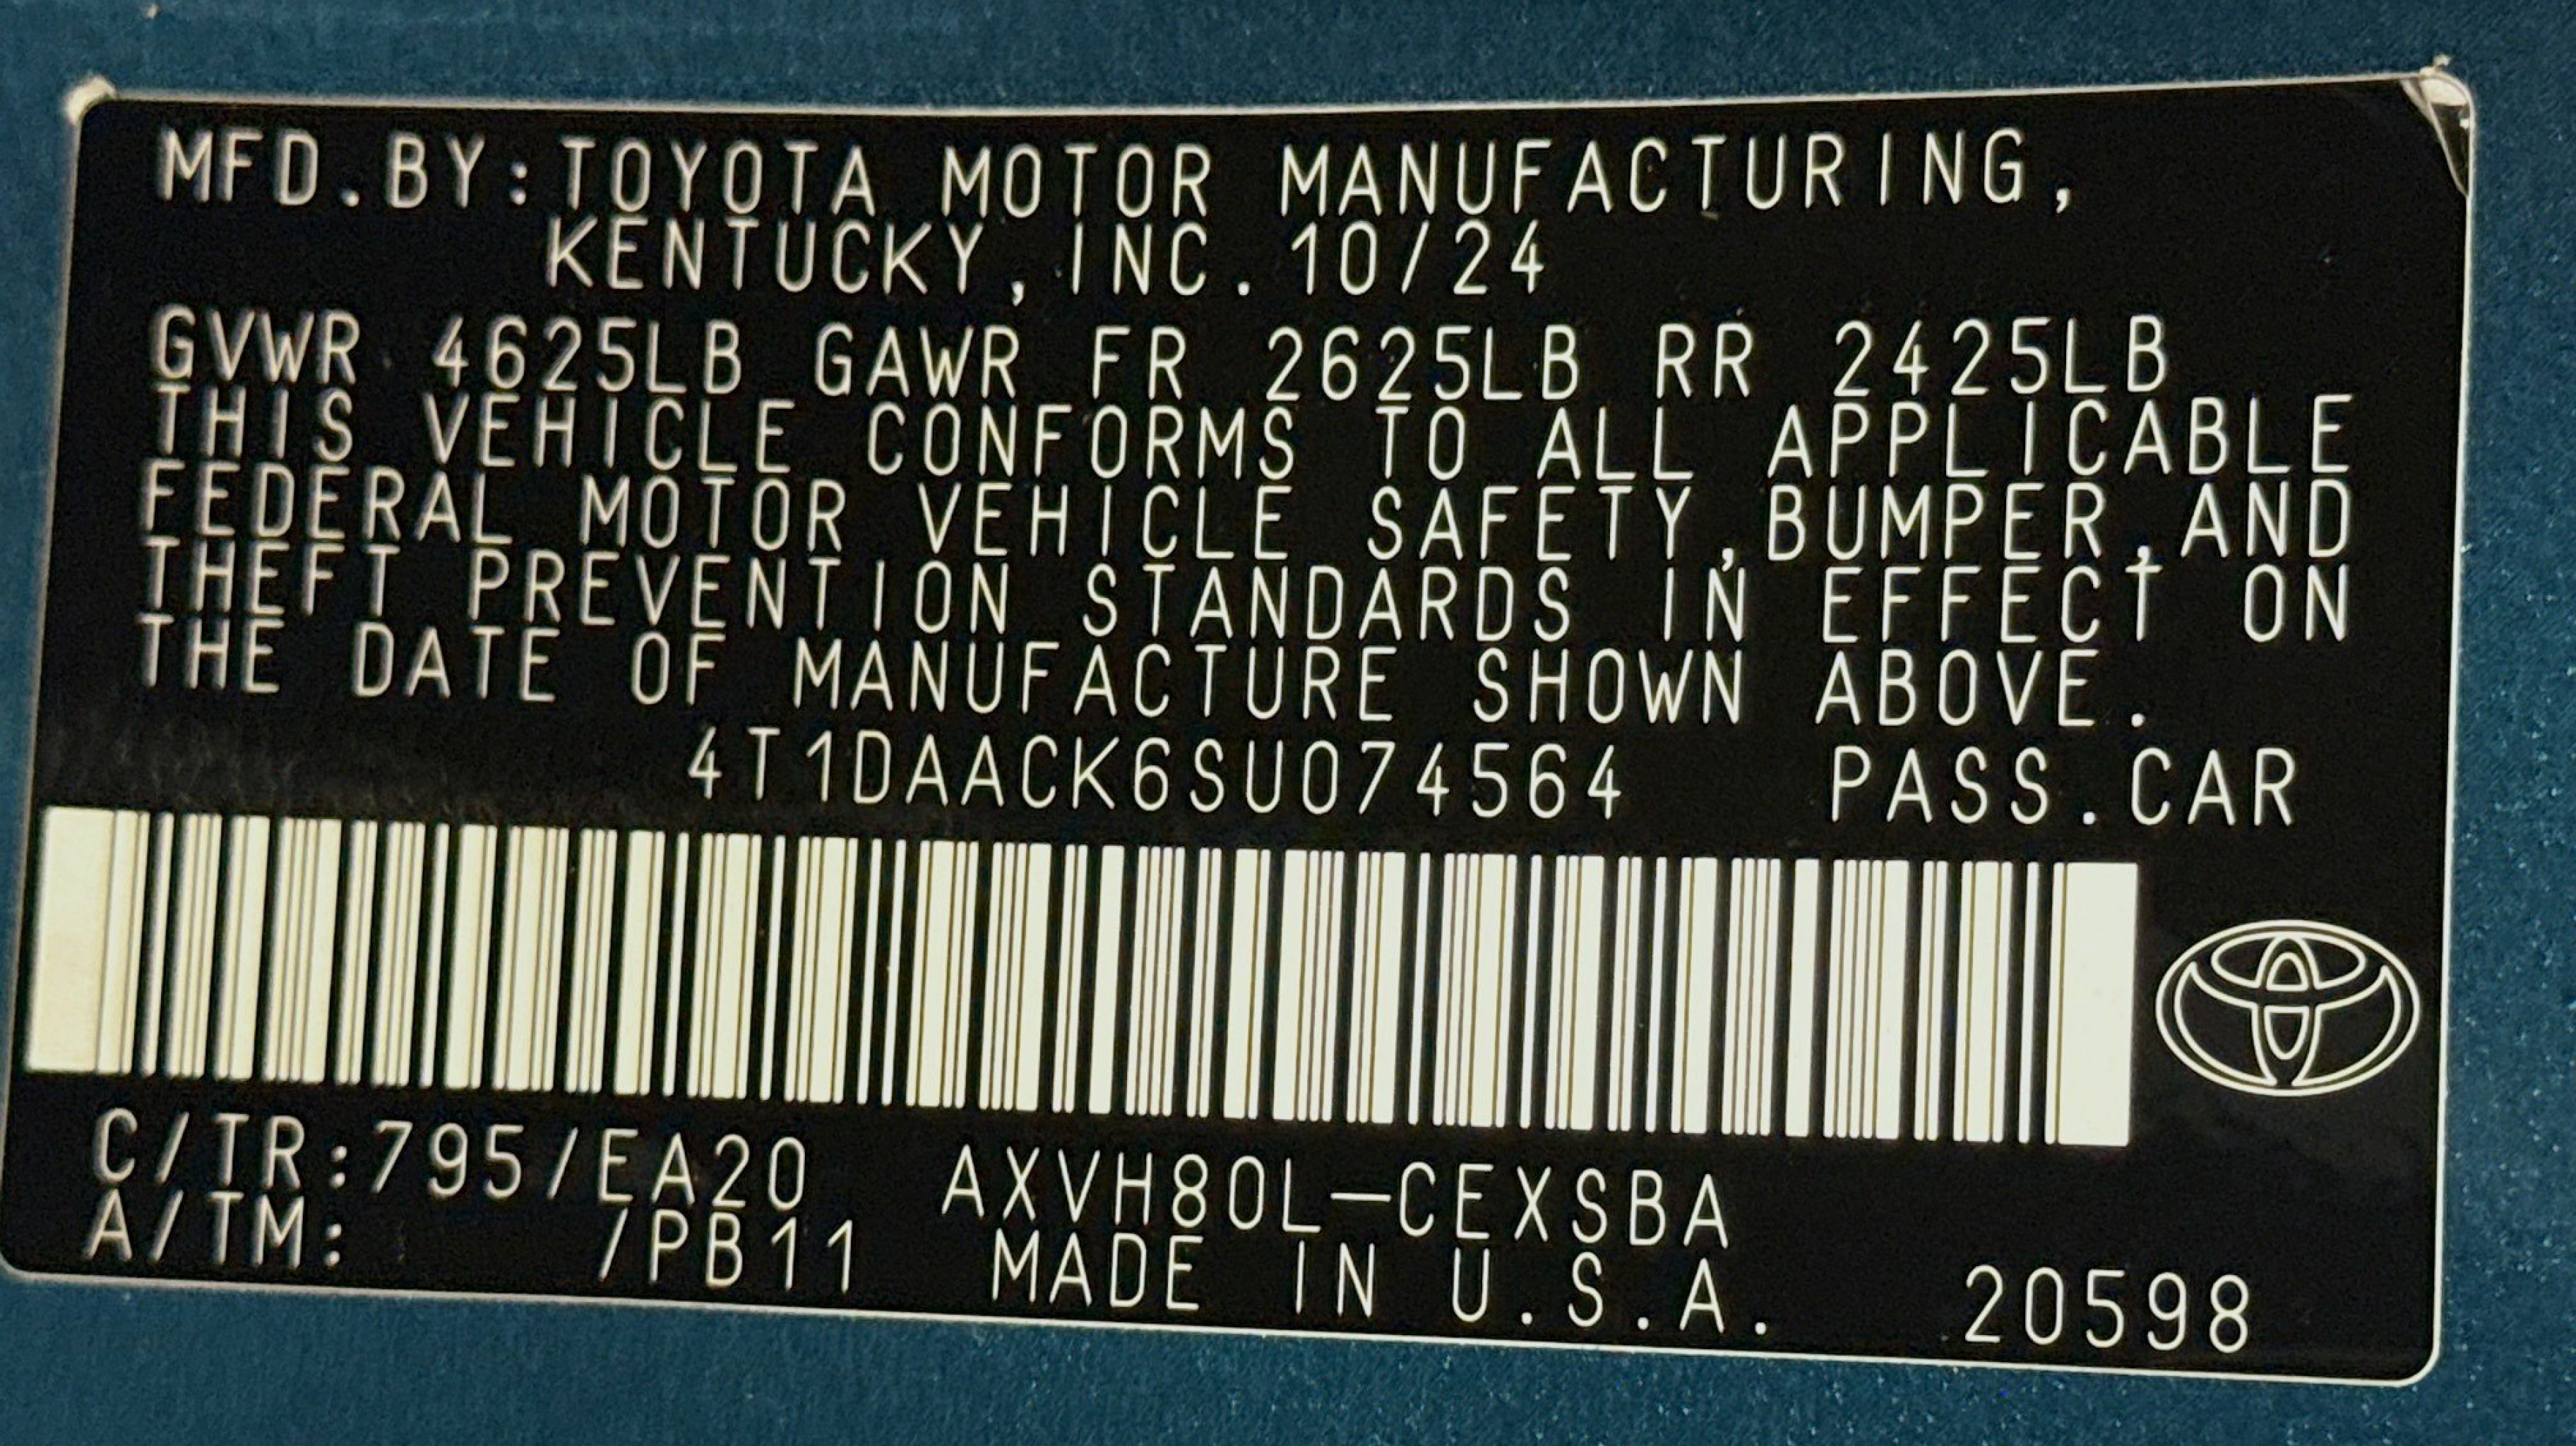 MFD.BY:TOYOTA MOTOR MANUFACTURING,
KENTUCKY,INC.10/24
GVWR 4625LB GAWR FR 2625LB RR 2425LB
THIS VEHICLE CONFORMS TO ALL APPLICABLE
FEDERAL MOTOR VEHICLE SAFETY,BUMPER,AND
THEFT PREVENTION STANDARDS IN EFFECT ON
THE DATE OF MANUFACTURE SHOWN ABOVE.
4T1DAACK6SU074564 PASS.CAR
C/TR:795/EA20 AXVH80L-CEXSBA
A/TM: /PB11 MADE IN U.S.A. 20598